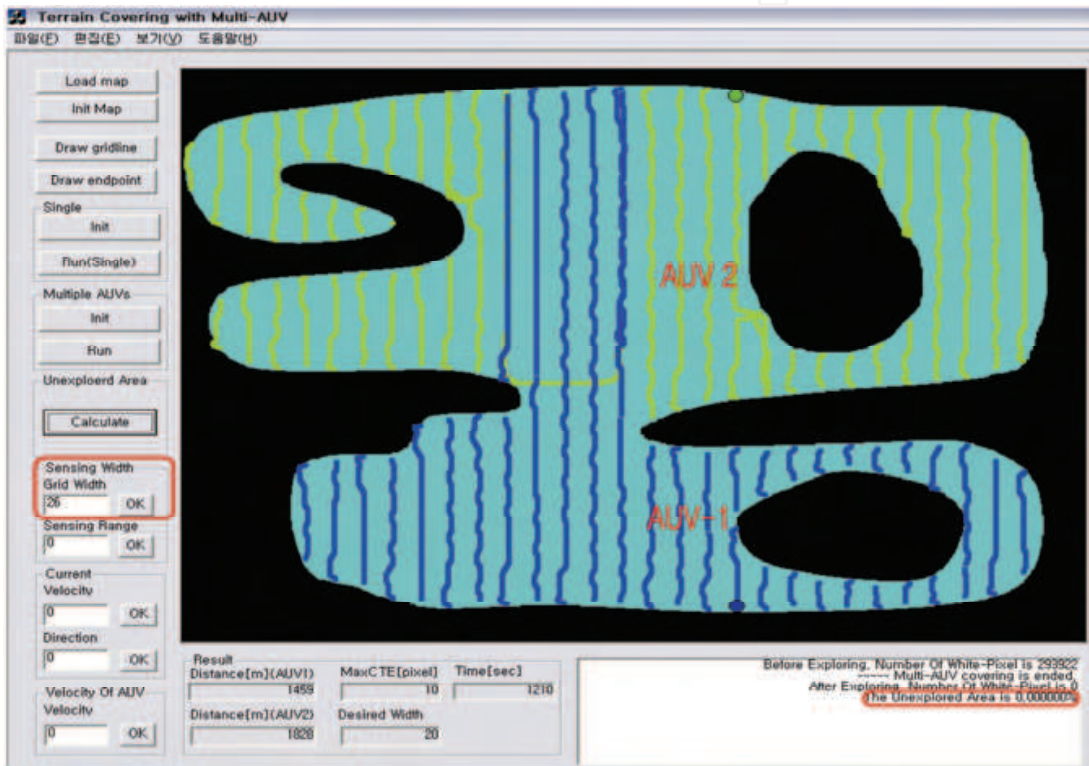 Terrain Covering with Multi-AUV
파일(F) 편집(E) 보기(V) 도움말(H)
Load map
Init Map
Draw gridline
Draw endpoint
Single
Init
Run(Single)
Multiple AUVs
Init
Run
Unexploerd Area
Calculate
Sensing Width
Grid Width
26 OK
Sensing Range
0 OK
Current
Velocity
0 OK
Direction
0 OK
Velocity Of AUV
Velocity
0 OK
AUV 2
AUV-1
Result
Distance[m](AUV1) MaxCTE[pixel] Time[sec]
1459 10 1210
Distance[m](AUV2) Desired Width
1828 20
Before Exploring, Number Of White-Pixel is 293922
----- Multi-AUV covering is ended.
After Exploring, Number Of White-Pixel is 0
The Unexplored Area is 0,000000%